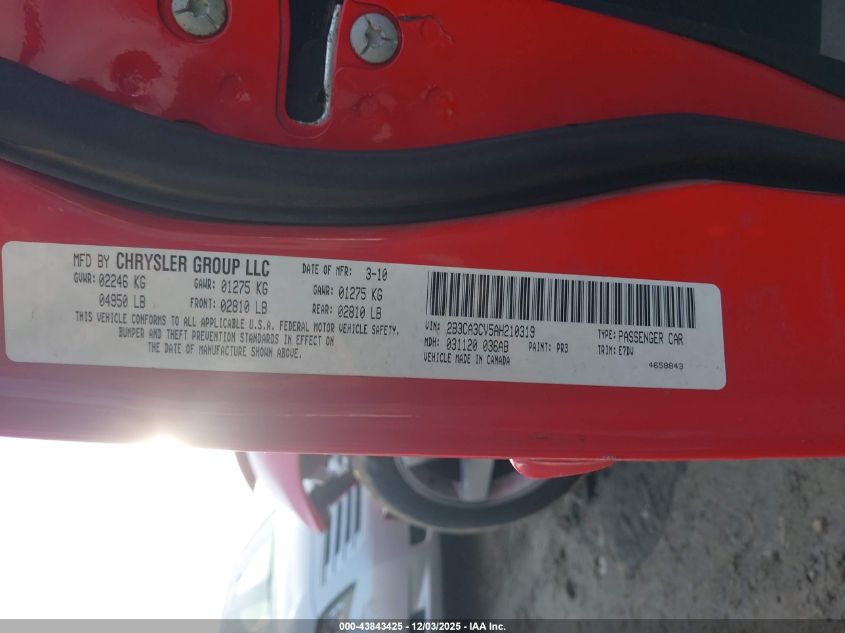 MFD BY CHRYSLER GROUP LLC
DATE OF MFR: 3-10
GVWR: 02246 KG GAWR: 01275 KG GAWR: 01275 KG
04950 LB FRONT: 02810 LB REAR: 02810 LB
THIS VEHICLE CONFORMS TO ALL APPLICABLE U.S.A. FEDERAL MOTOR VEHICLE SAFETY,
BUMPER AND THEFT PREVENTION STANDARDS IN EFFECT ON
THE DATE OF MANUFACTURE SHOWN ABOVE.
VIN: 2B3CA3CV5AH210319 TYPE: PASSENGER CAR
MDH: 031120 036AB PAINT: PR3 TRIM: E7DV
VEHICLE MADE IN CANADA
4658843
000-43843425 - 12/03/2025 - IAA Inc.